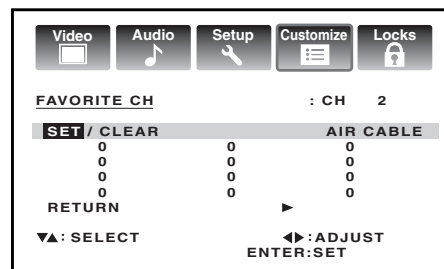 Video Audio Setup Customize Locks
FAVORITE CH : CH 2
SET / CLEAR AIR CABLE
0 0 0
0 0 0
0 0 0
0 0 0
RETURN ▶
▼▲: SELECT ◀▶: ADJUST
ENTER:SET